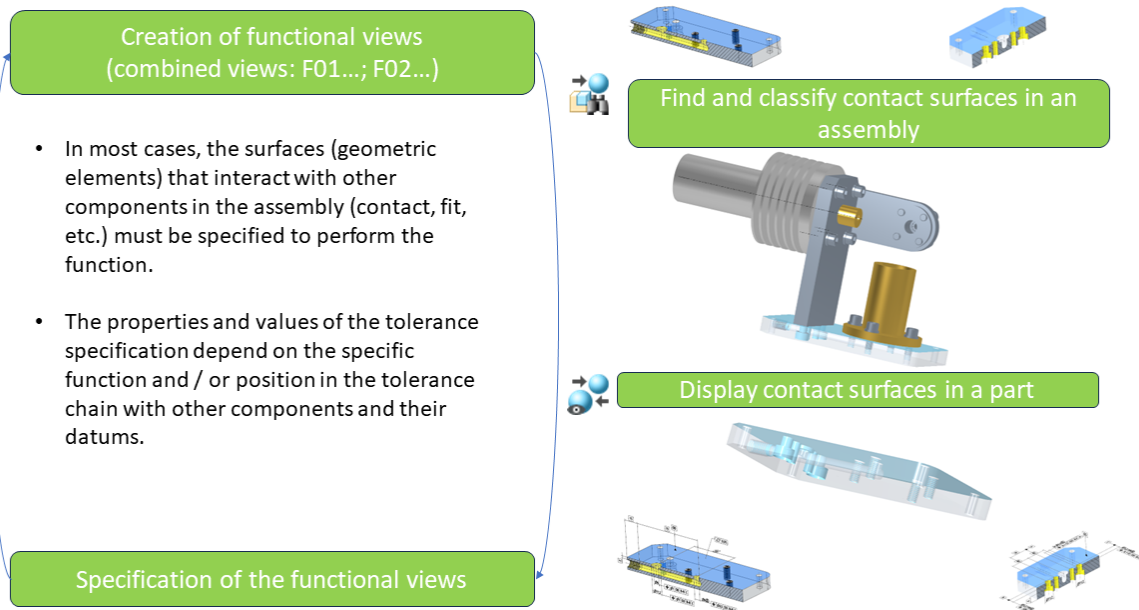 Creation of functional views
(combined views: F01...; F02...)
• In most cases, the surfaces (geometric
elements) that interact with other
components in the assembly (contact, fit,
etc.) must be specified to perform the
function.
• The properties and values of the tolerance
specification depend on the specific
function and / or position in the tolerance
chain with other components and their
datums.
Specification of the functional views
Find and classify contact surfaces in an
assembly
Display contact surfaces in a part